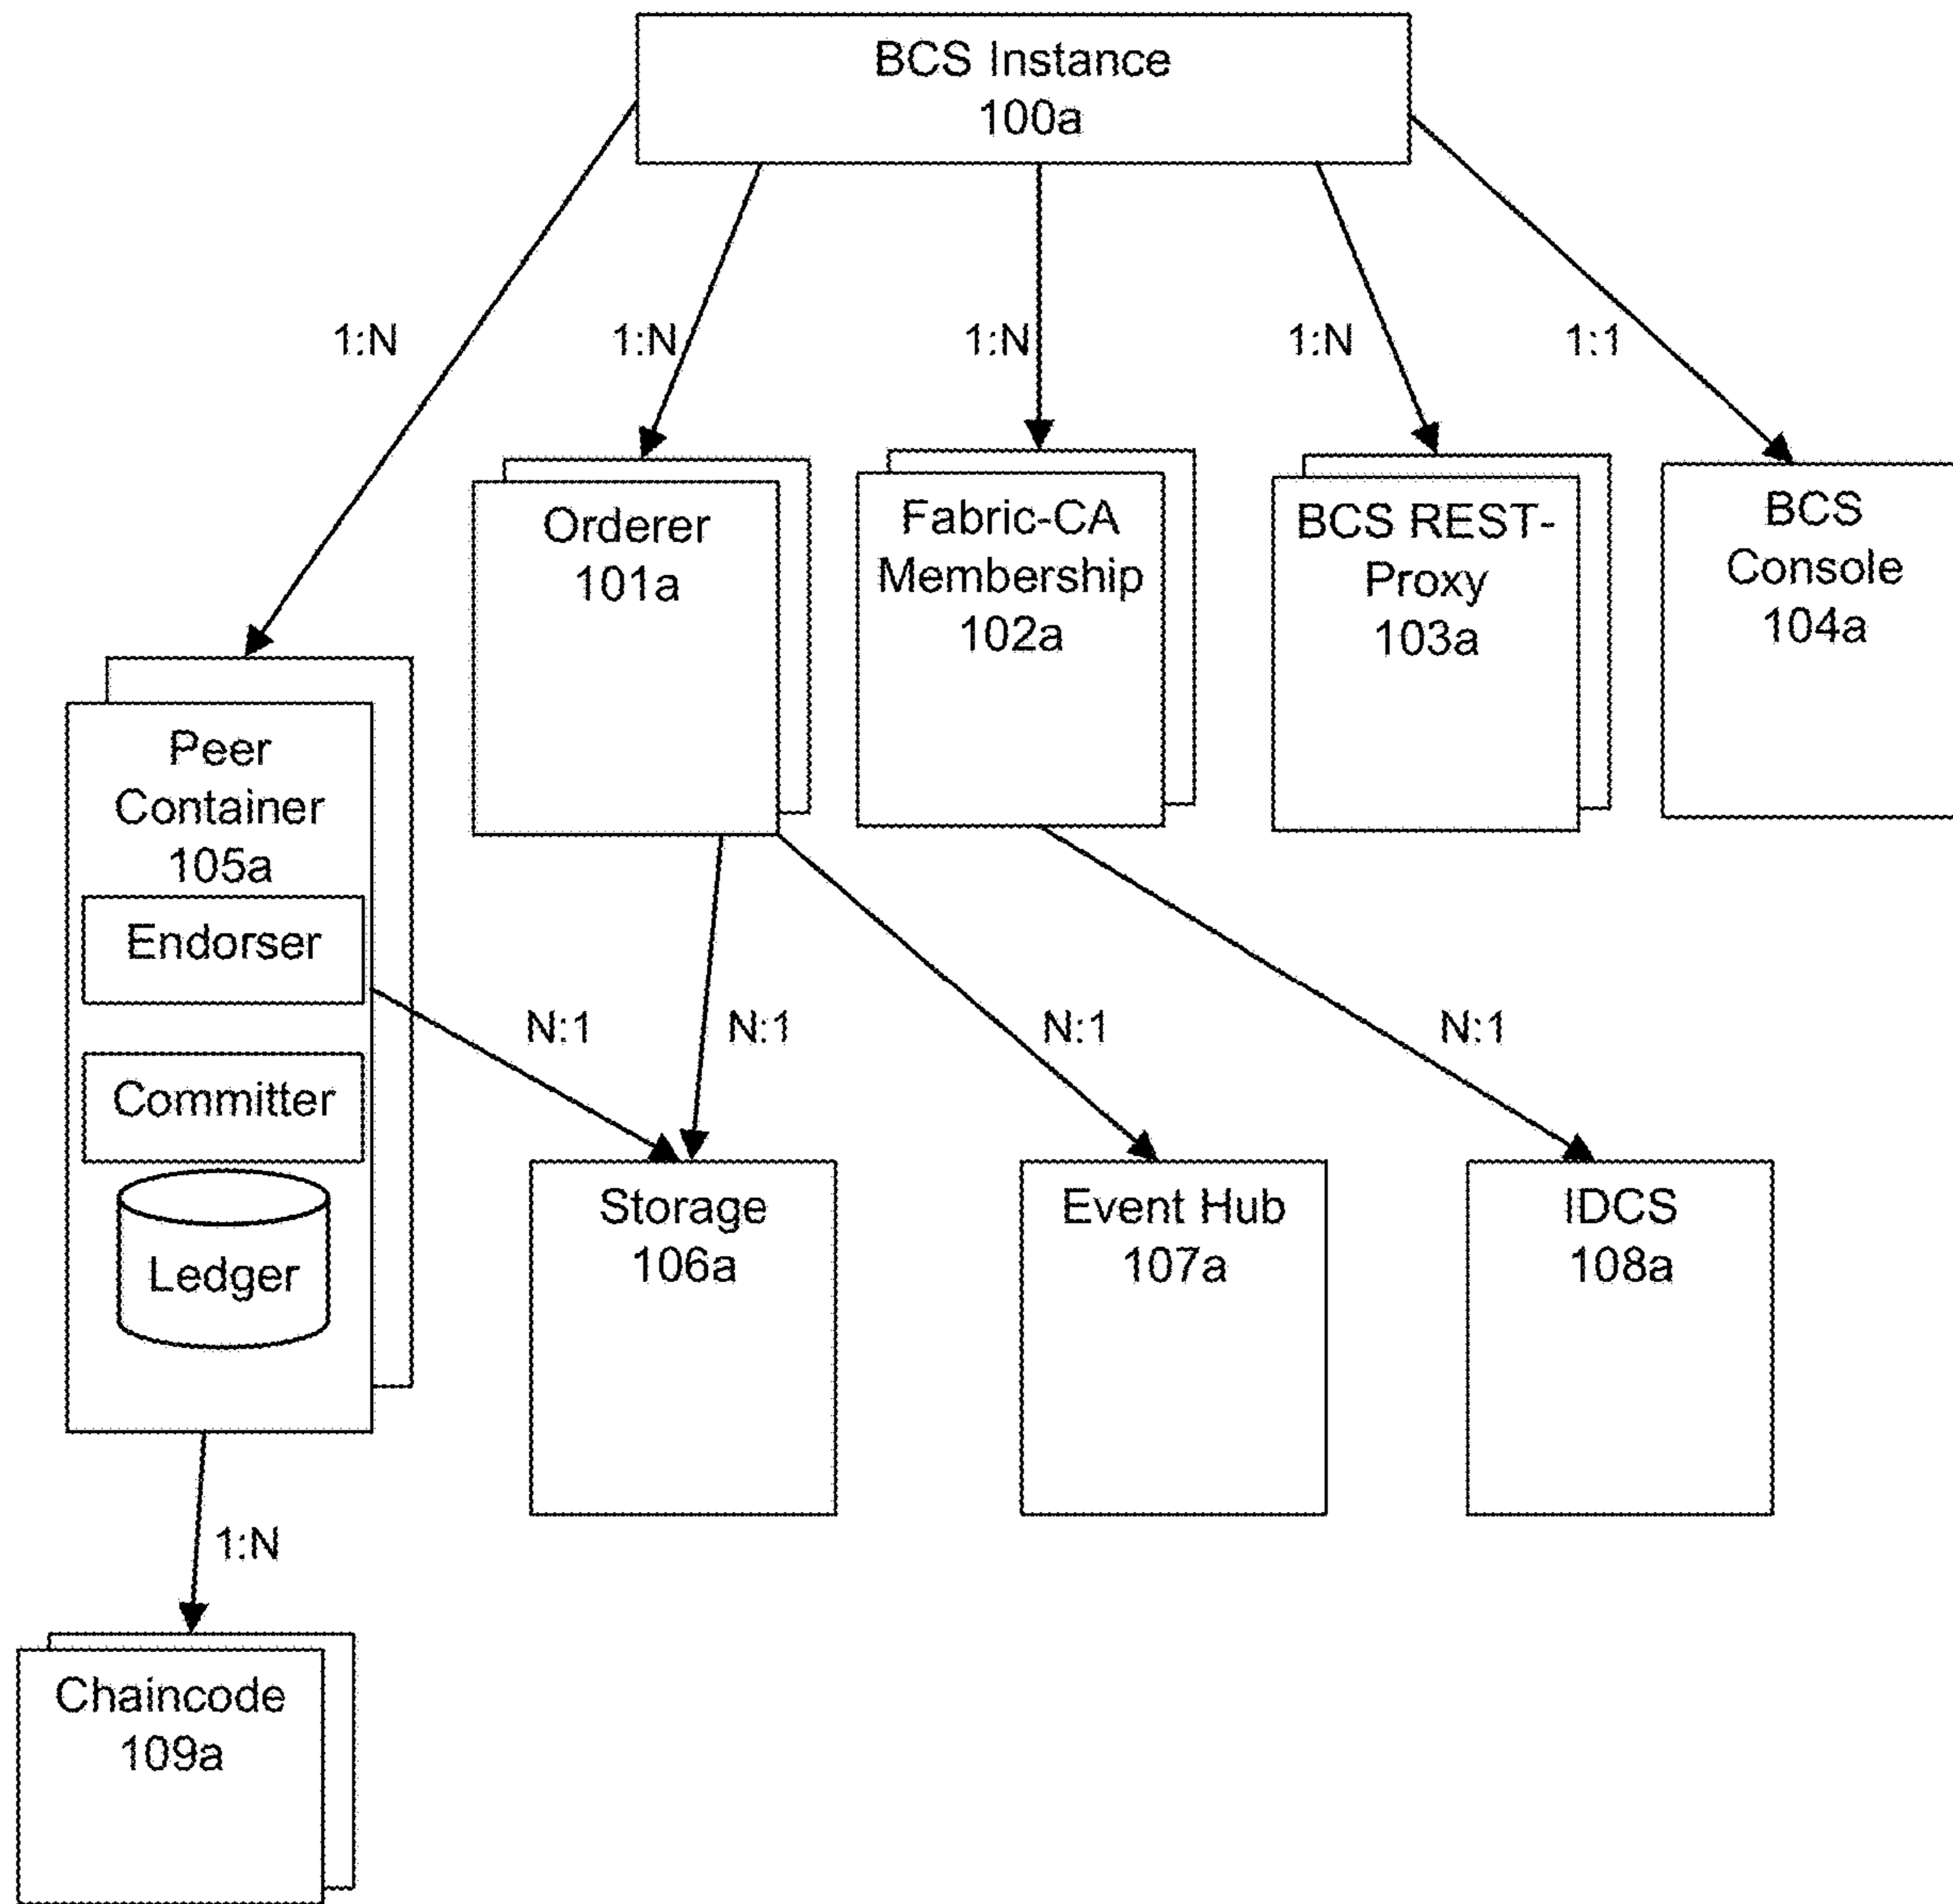 BCS Instance
100a
1:N
1:N
1:N
1:N
1:1
Orderer
101a
Fabric-CA
Membership
102a
BCS REST-
Proxy
103a
BCS
Console
104a
Peer
Container
105a
Endorser
Committer
Ledger
N:1
N:1
N:1
N:1
Storage
106a
Event Hub
107a
IDCS
108a
1:N
Chaincode
109a